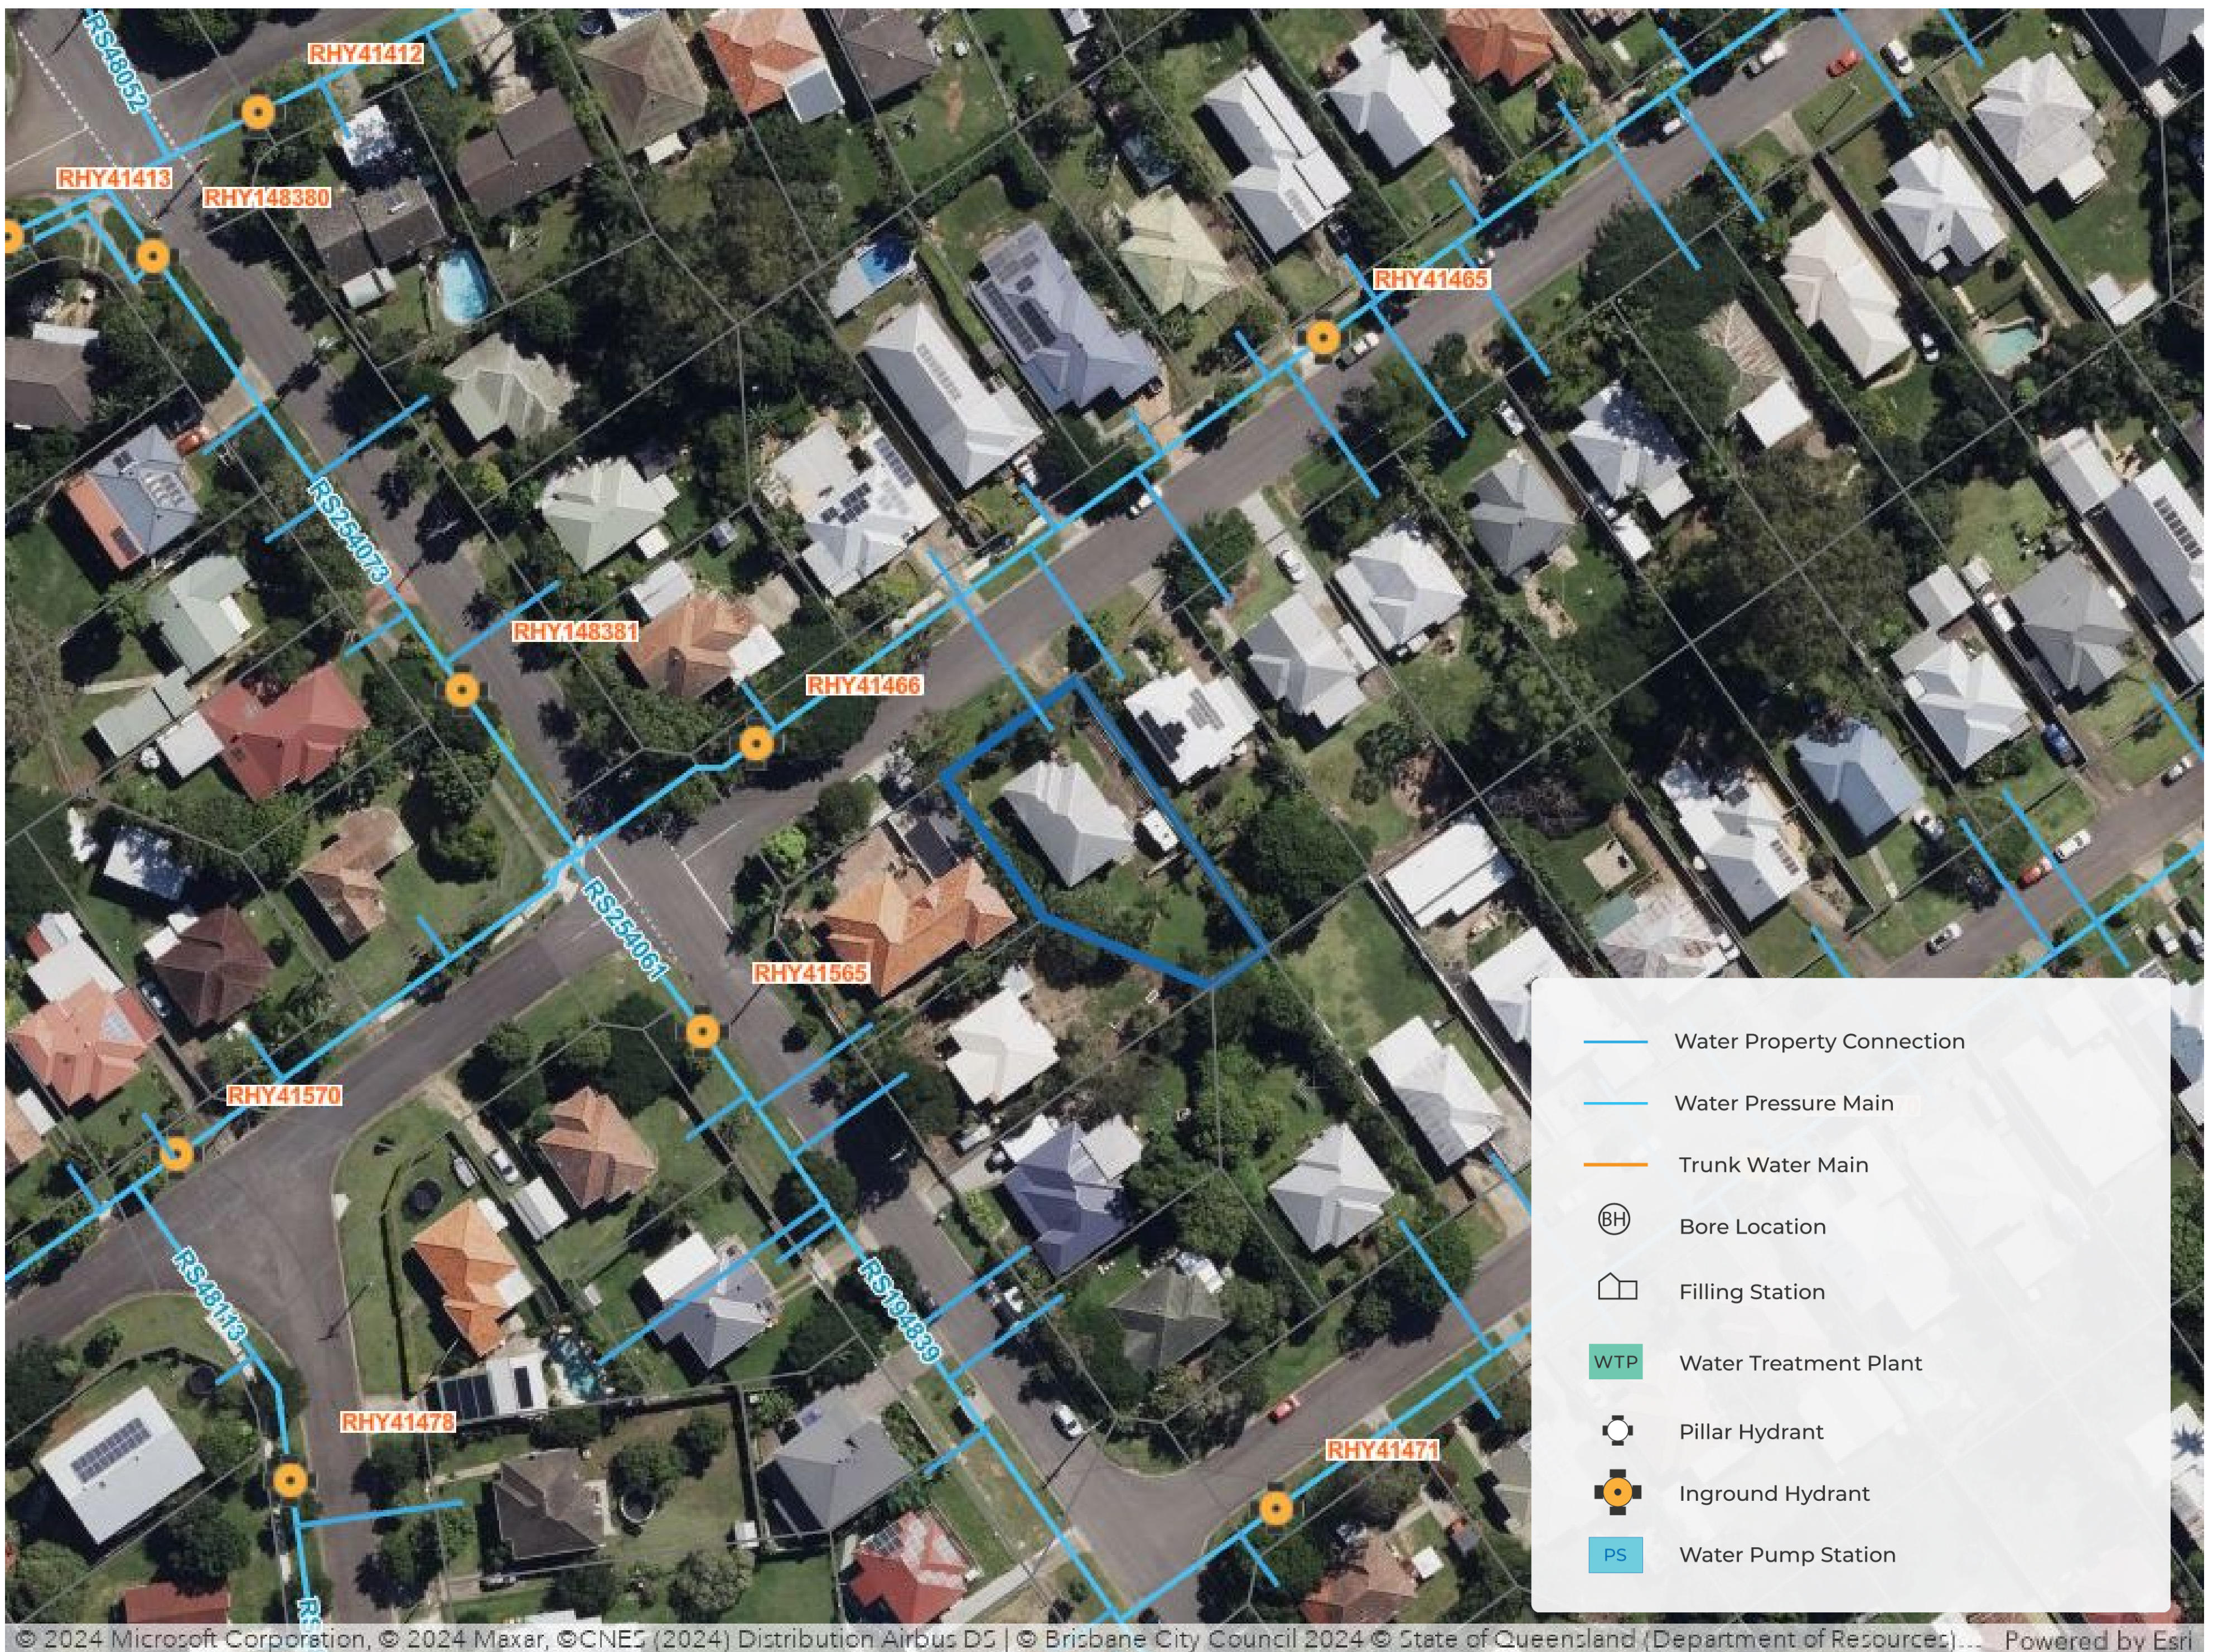 RS48052
RHY41412
RHY41413
RHY148380
RHY41465
RS254073
RHY148381
RHY41466
RS254061
RHY41565
RHY41570
RS48113
RS194839
RHY41478
RHY41471
RS
Water Property Connection
Water Pressure Main
Trunk Water Main
BH Bore Location
Filling Station
WTP Water Treatment Plant
Pillar Hydrant
Inground Hydrant
PS Water Pump Station
© 2024 Microsoft Corporation, © 2024 Maxar, ©CNES (2024) Distribution Airbus DS | © Brisbane City Council 2024 © State of Queensland (Department of Resources)... Powered by Esri